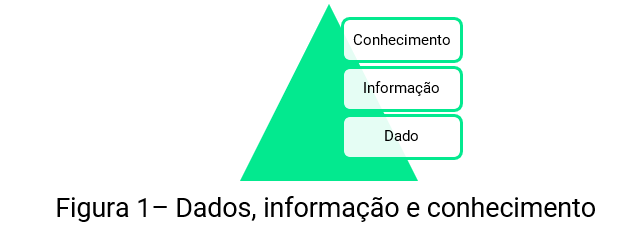 Conhecimento
Informação
Dado
Figura 1– Dados, informação e conhecimento